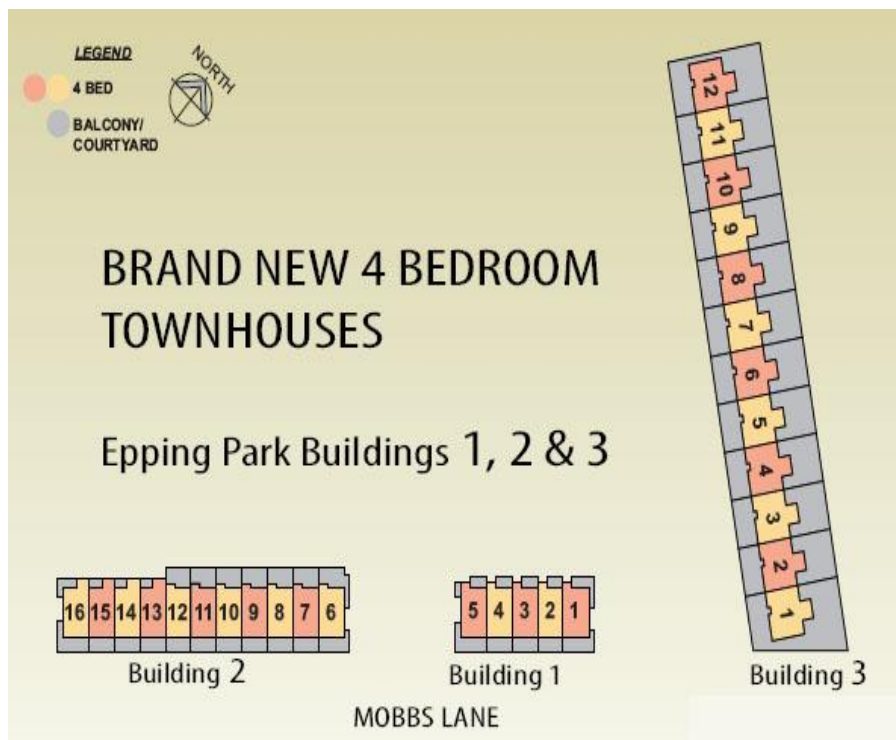 LEGEND
4 BED
BALCONY/
COURTYARD
NORTH
BRAND NEW 4 BEDROOM
TOWNHOUSES
Epping Park Buildings 1, 2 & 3
12
11
10
9
8
7
6
5
4
3
2
1
16 15 14 13 12 11 10 9 8 7 6
5 4 3 2 1
Building 2
Building 1
Building 3
MOBBS LANE